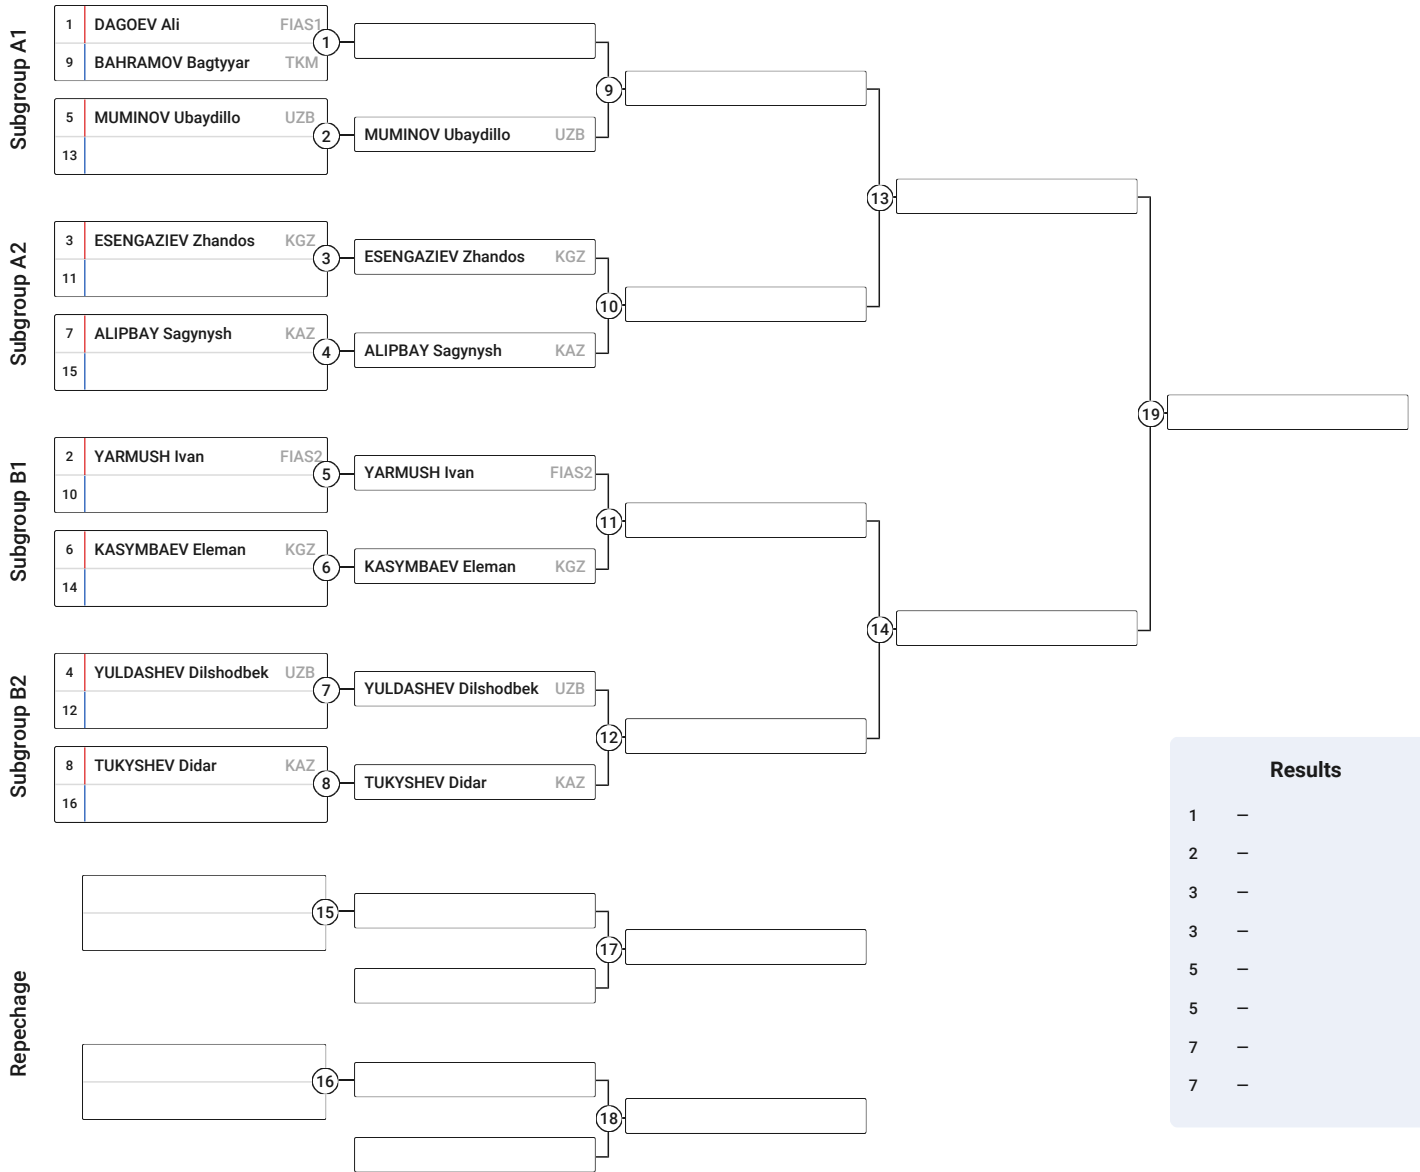 Subgroup A1
1 DAGOEV Ali FIAS1
9 BAHRAMOV Bagtyyar TKM
1
5 MUMINOV Ubaydillo UZB
13
2
MUMINOV Ubaydillo UZB
9
Subgroup A2
3 ESENGAZIEV Zhandos KGZ
11
3
ESENGAZIEV Zhandos KGZ
7 ALIPBAY Sagynysh KAZ
15
4
ALIPBAY Sagynysh KAZ
10
13
Subgroup B1
2 YARMUSH Ivan FIAS2
10
5
YARMUSH Ivan FIAS2
6 KASYMBAEV Eleman KGZ
14
6
KASYMBAEV Eleman KGZ
11
Subgroup B2
4 YULDASHEV Dilshodbek UZB
12
7
YULDASHEV Dilshodbek UZB
8 TUKYSHEV Didar KAZ
16
8
TUKYSHEV Didar KAZ
12
14
19
Repechage
15
17
16
18
Results
1 –
2 –
3 –
3 –
5 –
5 –
7 –
7 –